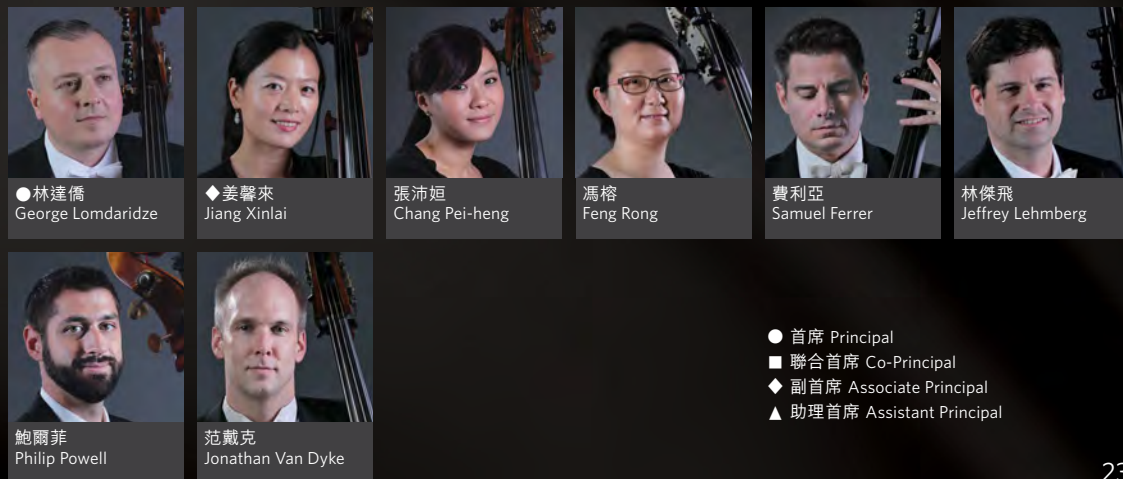 ●林達僑
George Lomdaridze
◆姜馨來
Jiang Xinlai
張沛姮
Chang Pei-heng
馮榕
Feng Rong
費利亞
Samuel Ferrer
林傑飛
Jeffrey Lehmberg
鮑爾菲
Philip Powell
范戴克
Jonathan Van Dyke
● 首席 Principal
■ 聯合首席 Co-Principal
◆ 副首席 Associate Principal
▲ 助理首席 Assistant Principal
23